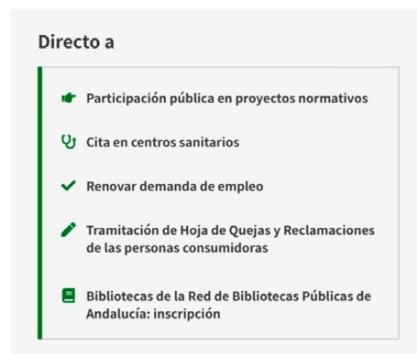 Directo a
Participación pública en proyectos normativos
Cita en centros sanitarios
Renovar demanda de empleo
Tramitación de Hoja de Quejas y Reclamaciones
de las personas consumidoras
Bibliotecas de la Red de Bibliotecas Públicas de
Andalucía: inscripción